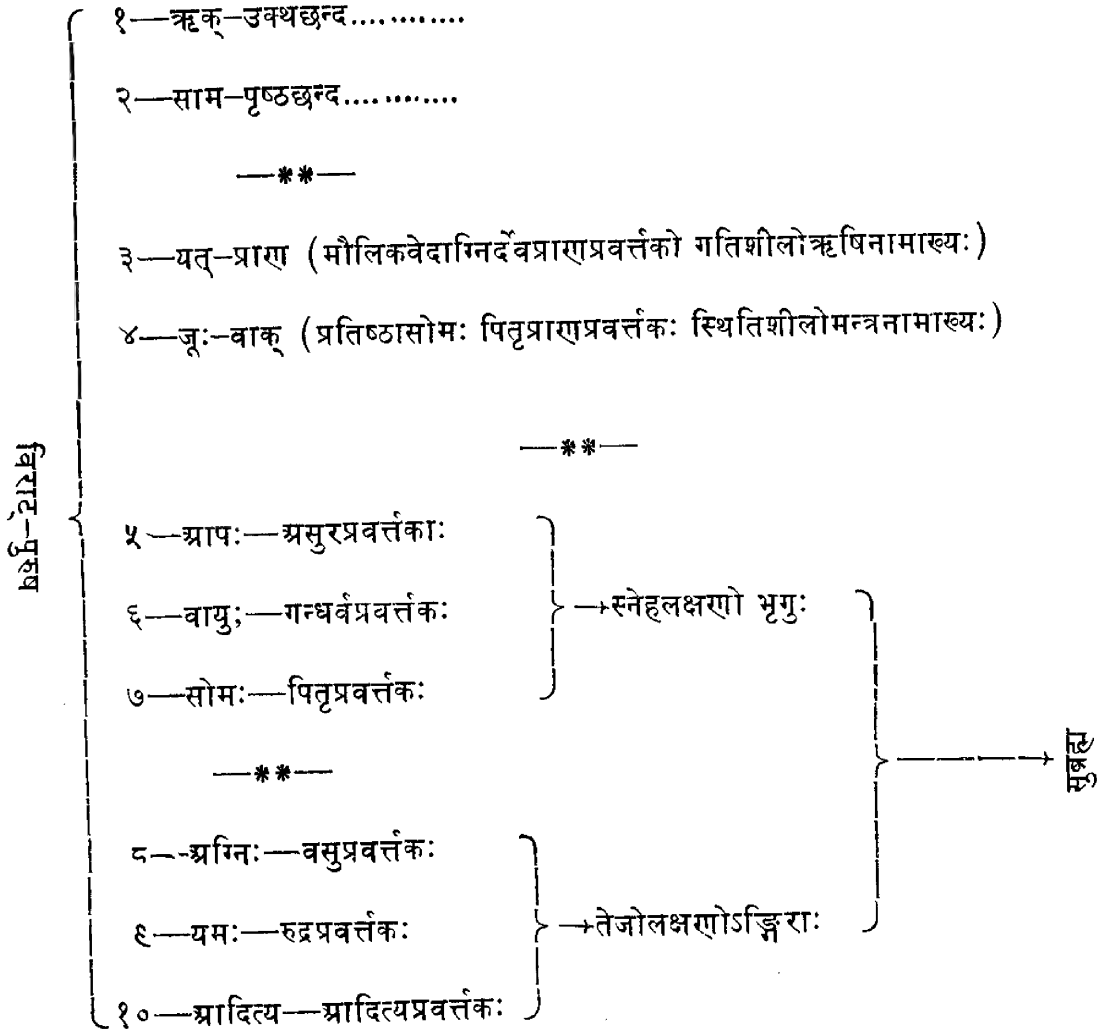 १—ऋक्-उक्थछन्द............
२—साम-पृष्ठछन्द............
—**—
३—यत्-प्राण (मौलिकवेदाग्निर्देवप्राणप्रवर्त्तको गतिशीलोऋषिनामाख्यः)
४—जूः-वाक् (प्रतिष्ठासोमः पितृप्राणप्रवर्त्तकः स्थितिशीलोमन्त्रनामाख्यः)
—**—
विराट्-पुरुष
५—आपः—असुरप्रवर्त्तकाः
६—वायु;—गन्धर्वप्रवर्त्तकः
→स्नेहलक्षणो भृगुः
७—सोमः—पितृप्रवर्त्तकः
—**—
सुब्रह्म
८—-अग्निः—वसुप्रवर्त्तकः
९—यमः—रुद्रप्रवर्त्तकः
→तेजोलक्षणोऽङ्गिराः
१०—आदित्य—आदित्यप्रवर्त्तकः